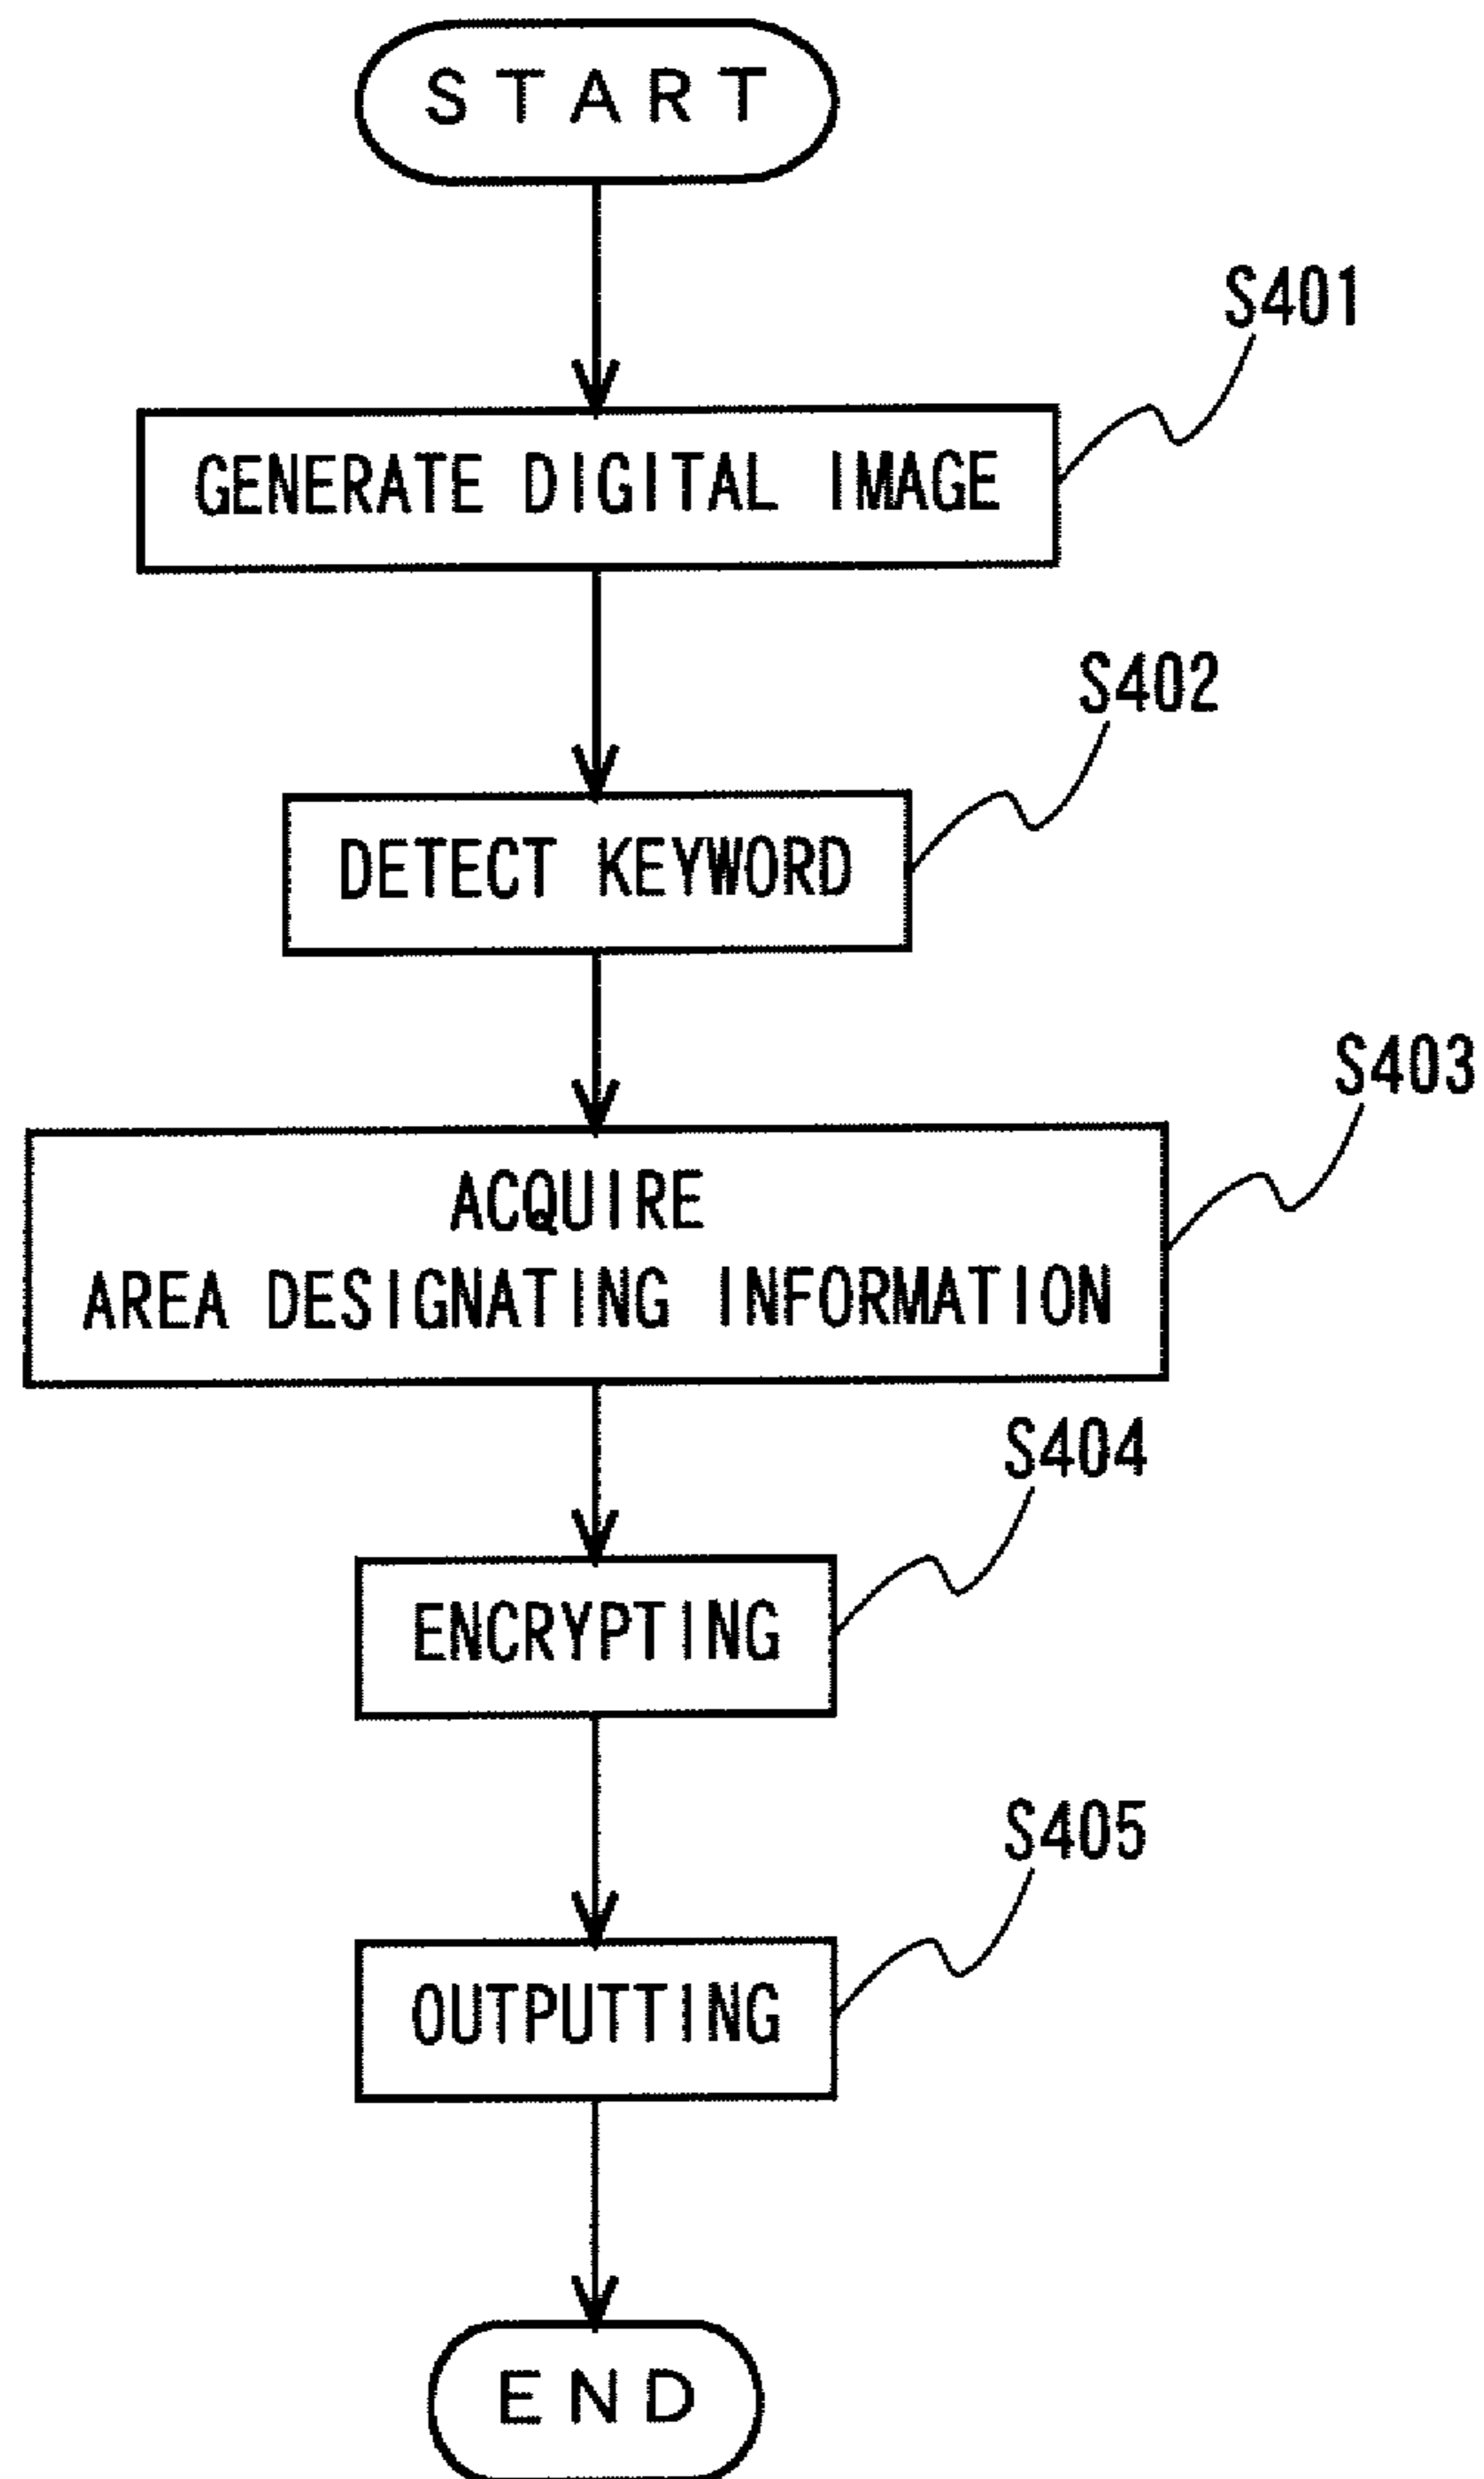 START
S401
GENERATE DIGITAL IMAGE
S402
DETECT KEYWORD
S403
ACQUIRE
AREA DESIGNATING INFORMATION
S404
ENCRYPTING
S405
OUTPUTTING
END